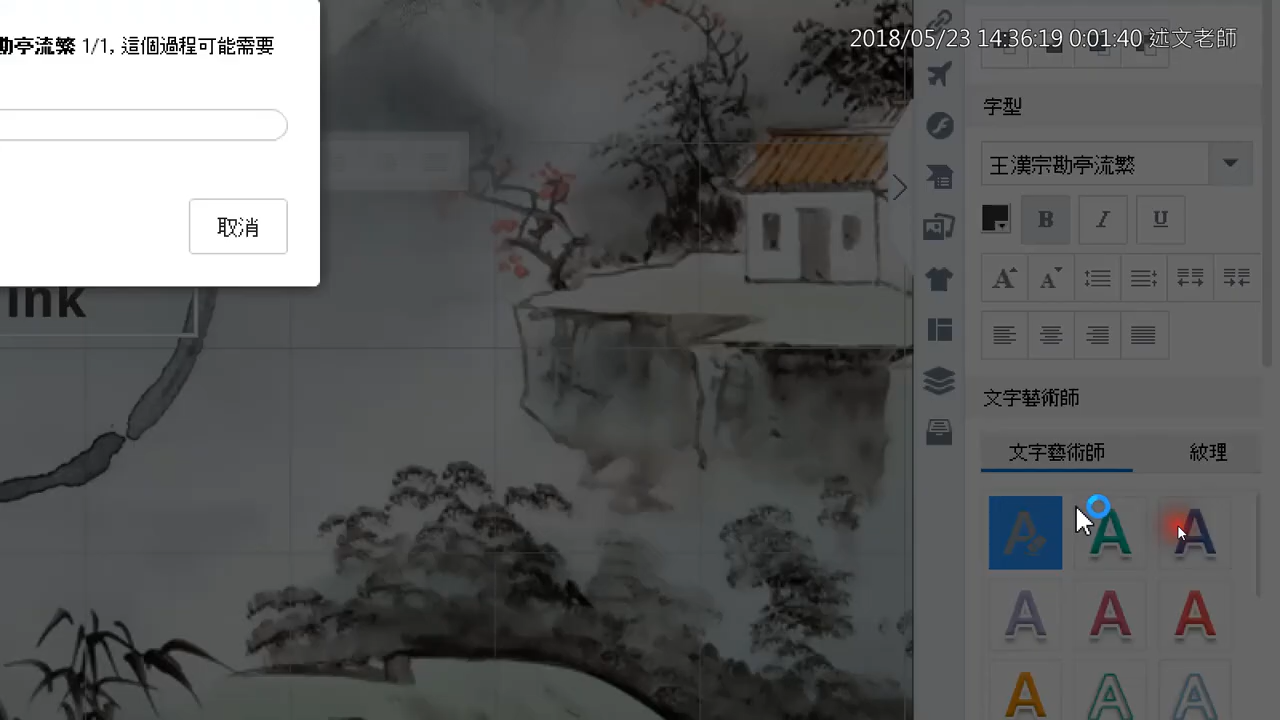 2018/05/23 14:36:19 0:01:40 述文老師
勘亭流繁 1/1, 這個過程可能需要
取消
ink
字型
王漢宗勘亭流繁
B I U
A A
文字藝術師
文字藝術師 紋理
A A A
A A A
A A A